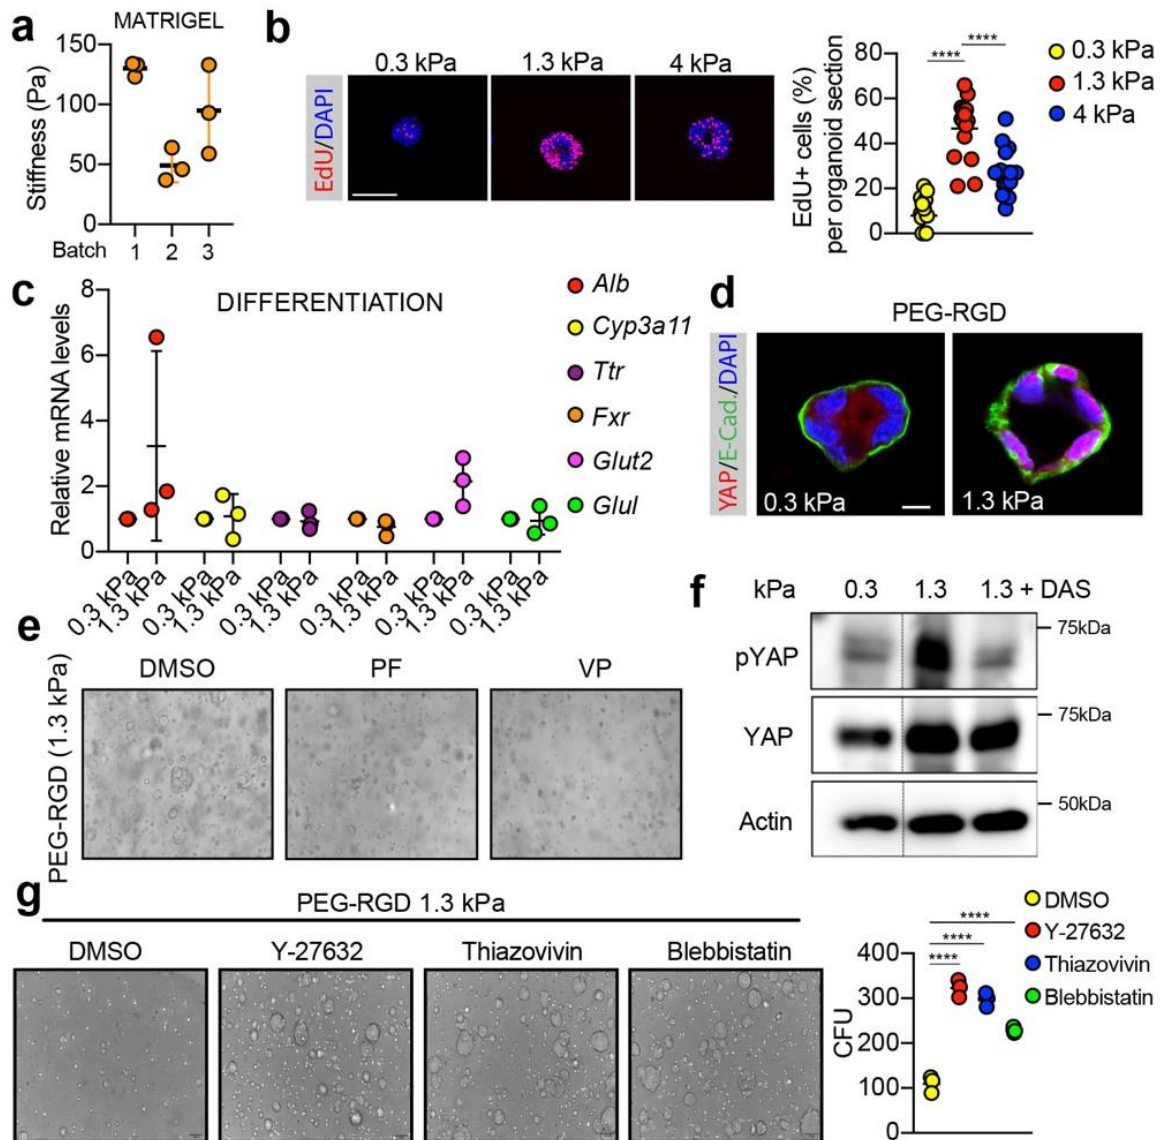 a
MATRIGEL
Stiffness (Pa)
150
100
50
0
Batch 1 2 3
b
0.3 kPa 1.3 kPa 4 kPa
EdU/DAPI
EdU+ cells (%)
per organoid section
80
60
40
20
0
**** ****
0.3 kPa
1.3 kPa
4 kPa
c
DIFFERENTIATION
Relative mRNA levels
8
6
4
2
0
0.3 kPa 1.3 kPa 0.3 kPa 1.3 kPa 0.3 kPa 1.3 kPa 0.3 kPa 1.3 kPa 0.3 kPa 1.3 kPa 0.3 kPa 1.3 kPa
Alb
Cyp3a11
Ttr
Fxr
Glut2
Glul
d
PEG-RGD
YAP/E-Cad./DAPI
0.3 kPa 1.3 kPa
e
PEG-RGD (1.3 kPa)
DMSO PF VP
f
kPa 0.3 1.3 1.3 + DAS
pYAP 75kDa
YAP 75kDa
Actin 50kDa
g
PEG-RGD 1.3 kPa
DMSO Y-27632 Thiazovivin Blebbistatin
CFU
400
300
200
100
0
****
****
****
DMSO
Y-27632
Thiazovivin
Blebbistatin